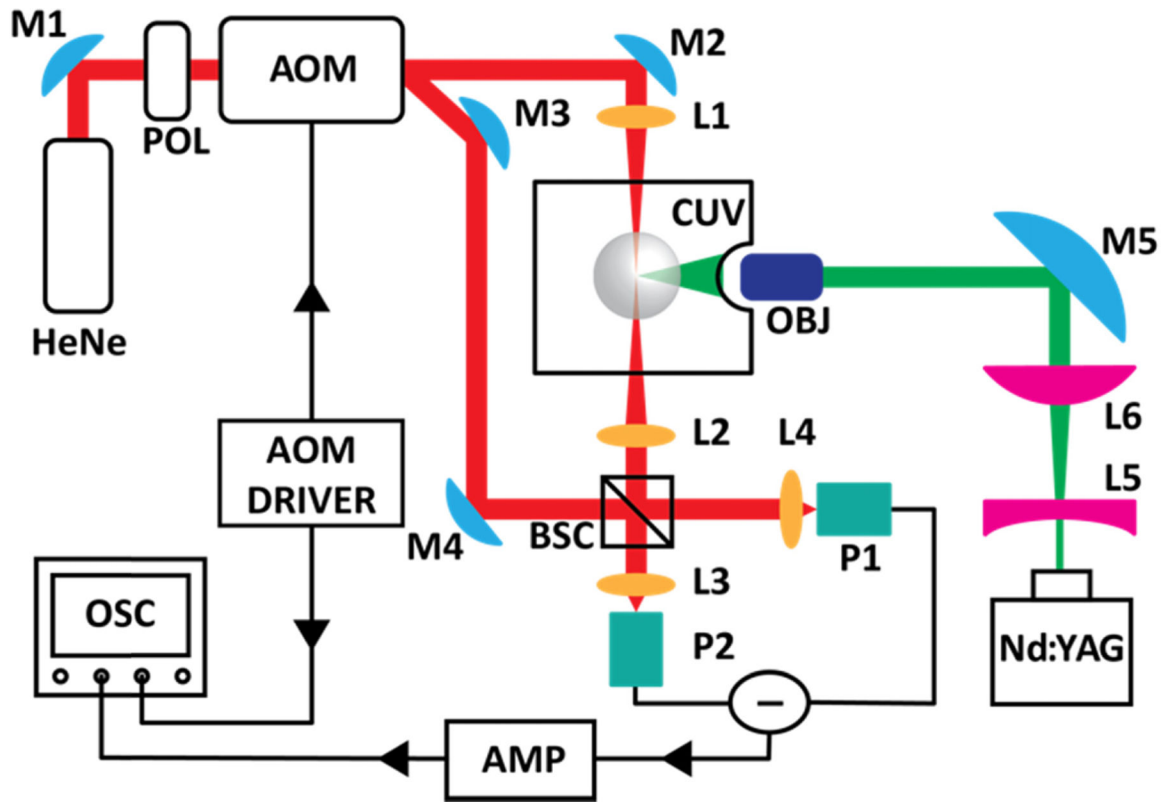 M1
POL
AOM
M2
M3
L1
CUV
M5
OBJ
HeNe
L6
AOM
DRIVER
L2
L4
L5
BSC
M4
P1
L3
OSC
P2
Nd:YAG
−
AMP